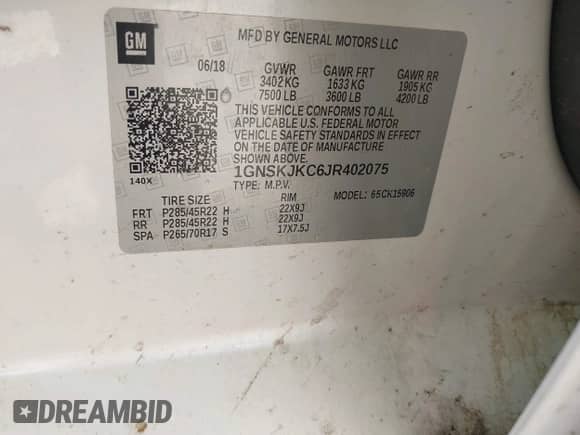 GM
MFD BY GENERAL MOTORS LLC
06/18 GVWR GAWR FRT GAWR RR
3402 KG 1633 KG 1905 KG
7500 LB 3600 LB 4200 LB
THIS VEHICLE CONFORMS TO ALL
APPLICABLE U.S. FEDERAL MOTOR
VEHICLE SAFETY STANDARDS IN EFFECT
ON THE DATE OF MANUFACTURE
SHOWN ABOVE.
140X 1GNSKJKC6JR402075
TYPE: M.P.V.
MODEL: 65CK15906
TIRE SIZE RIM
FRT P285/45R22 H 22X9J
RR P285/45R22 H 22X9J
SPA P265/70R17 S 17X7.5J
DREAMBID